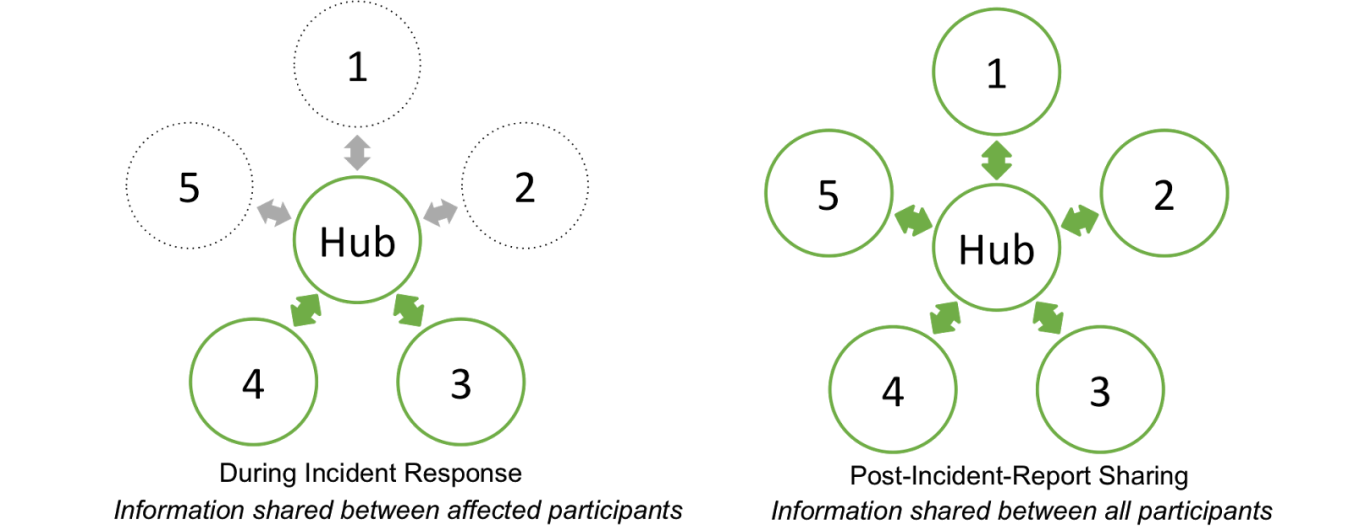 1
5
2
Hub
4
3
During Incident Response
Information shared between affected participants
1
5
2
Hub
4
3
Post-Incident-Report Sharing
Information shared between all participants